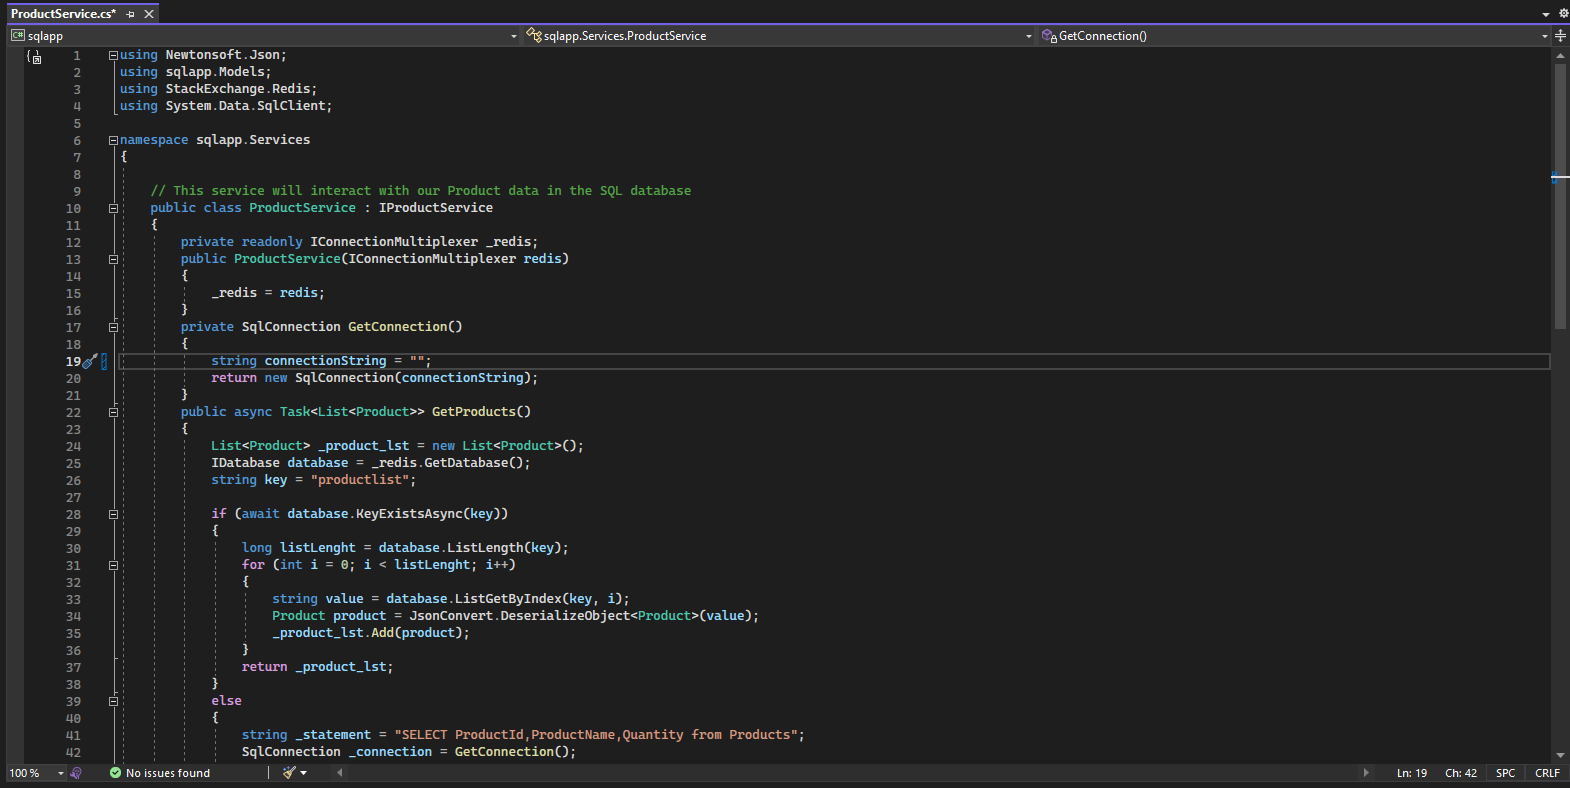 ProductService.cs*
sqlapp sqlapp.Services.ProductService GetConnection()
1 using Newtonsoft.Json;
2 using sqlapp.Models;
3 using StackExchange.Redis;
4 using System.Data.SqlClient;
5
6 namespace sqlapp.Services
7 {
8
9 // This service will interact with our Product data in the SQL database
10 public class ProductService : IProductService
11 {
12 private readonly IConnectionMultiplexer _redis;
13 public ProductService(IConnectionMultiplexer redis)
14 {
15 _redis = redis;
16 }
17 private SqlConnection GetConnection()
18 {
19 string connectionString = "";
20 return new SqlConnection(connectionString);
21 }
22 public async Task<List<Product>> GetProducts()
23 {
24 List<Product> _product_lst = new List<Product>();
25 IDatabase database = _redis.GetDatabase();
26 string key = "productlist";
27
28 if (await database.KeyExistsAsync(key))
29 {
30 long listLenght = database.ListLength(key);
31 for (int i = 0; i < listLenght; i++)
32 {
33 string value = database.ListGetByIndex(key, i);
34 Product product = JsonConvert.DeserializeObject<Product>(value);
35 _product_lst.Add(product);
36 }
37 return _product_lst;
38 }
39 else
40 {
41 string _statement = "SELECT ProductId,ProductName,Quantity from Products";
42 SqlConnection _connection = GetConnection();
100 % No issues found Ln: 19 Ch: 42 SPC CRLF